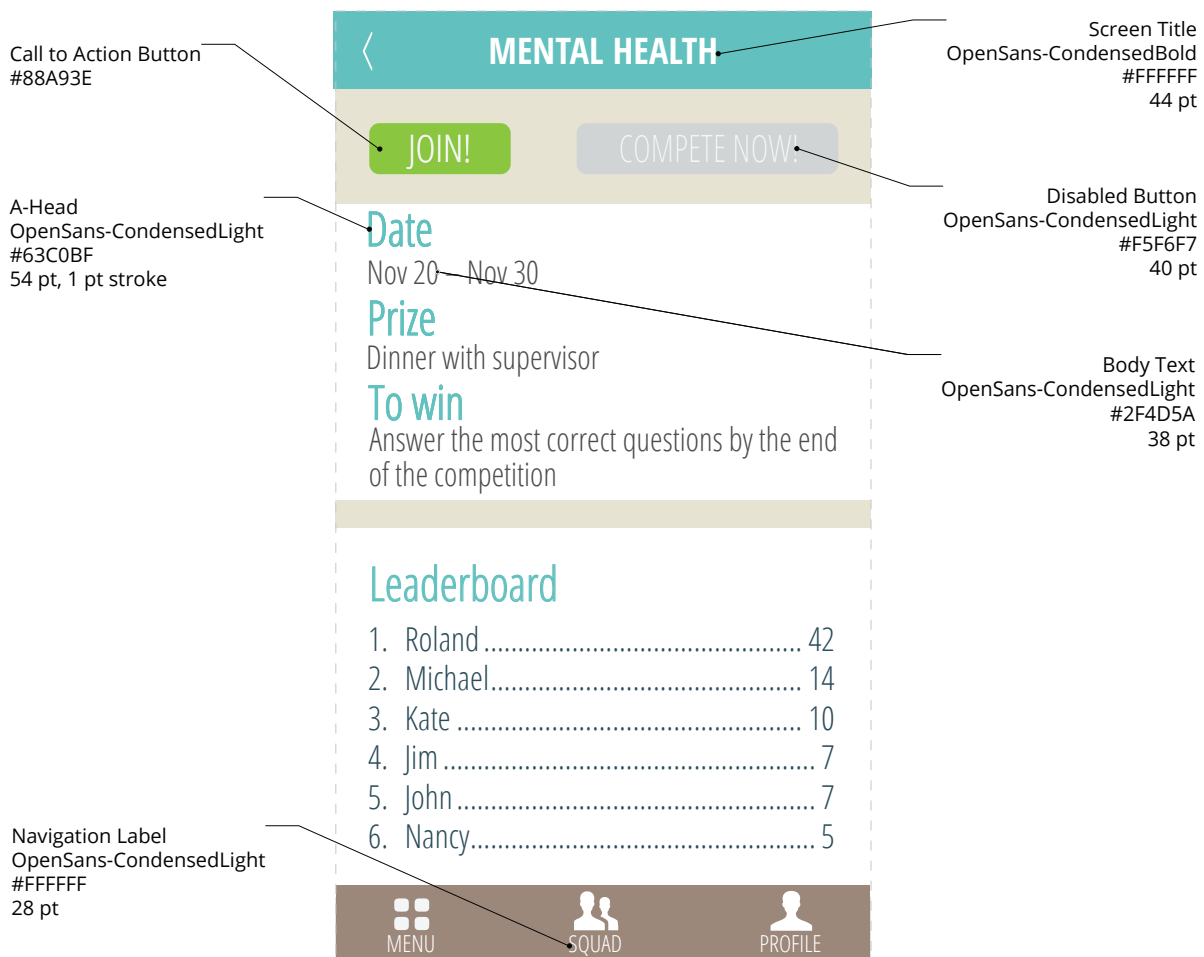 Call to Action Button
#88A93E
A-Head
OpenSans-CondensedLight
#63C0BF
54 pt, 1 pt stroke
Navigation Label
OpenSans-CondensedLight
#FFFFFF
28 pt
MENTAL HEALTH
JOIN!
COMPETE NOW!
Date
Nov 20 – Nov 30
Prize
Dinner with supervisor
To win
Answer the most correct questions by the end
of the competition
Leaderboard
1. Roland ............................................... 42
2. Michael.............................................. 14
3. Kate ................................................... 10
4. Jim ....................................................... 7
5. John ..................................................... 7
6. Nancy................................................... 5
MENU
SQUAD
PROFILE
Screen Title
OpenSans-CondensedBold
#FFFFFF
44 pt
Disabled Button
OpenSans-CondensedLight
#F5F6F7
40 pt
Body Text
OpenSans-CondensedLight
#2F4D5A
38 pt